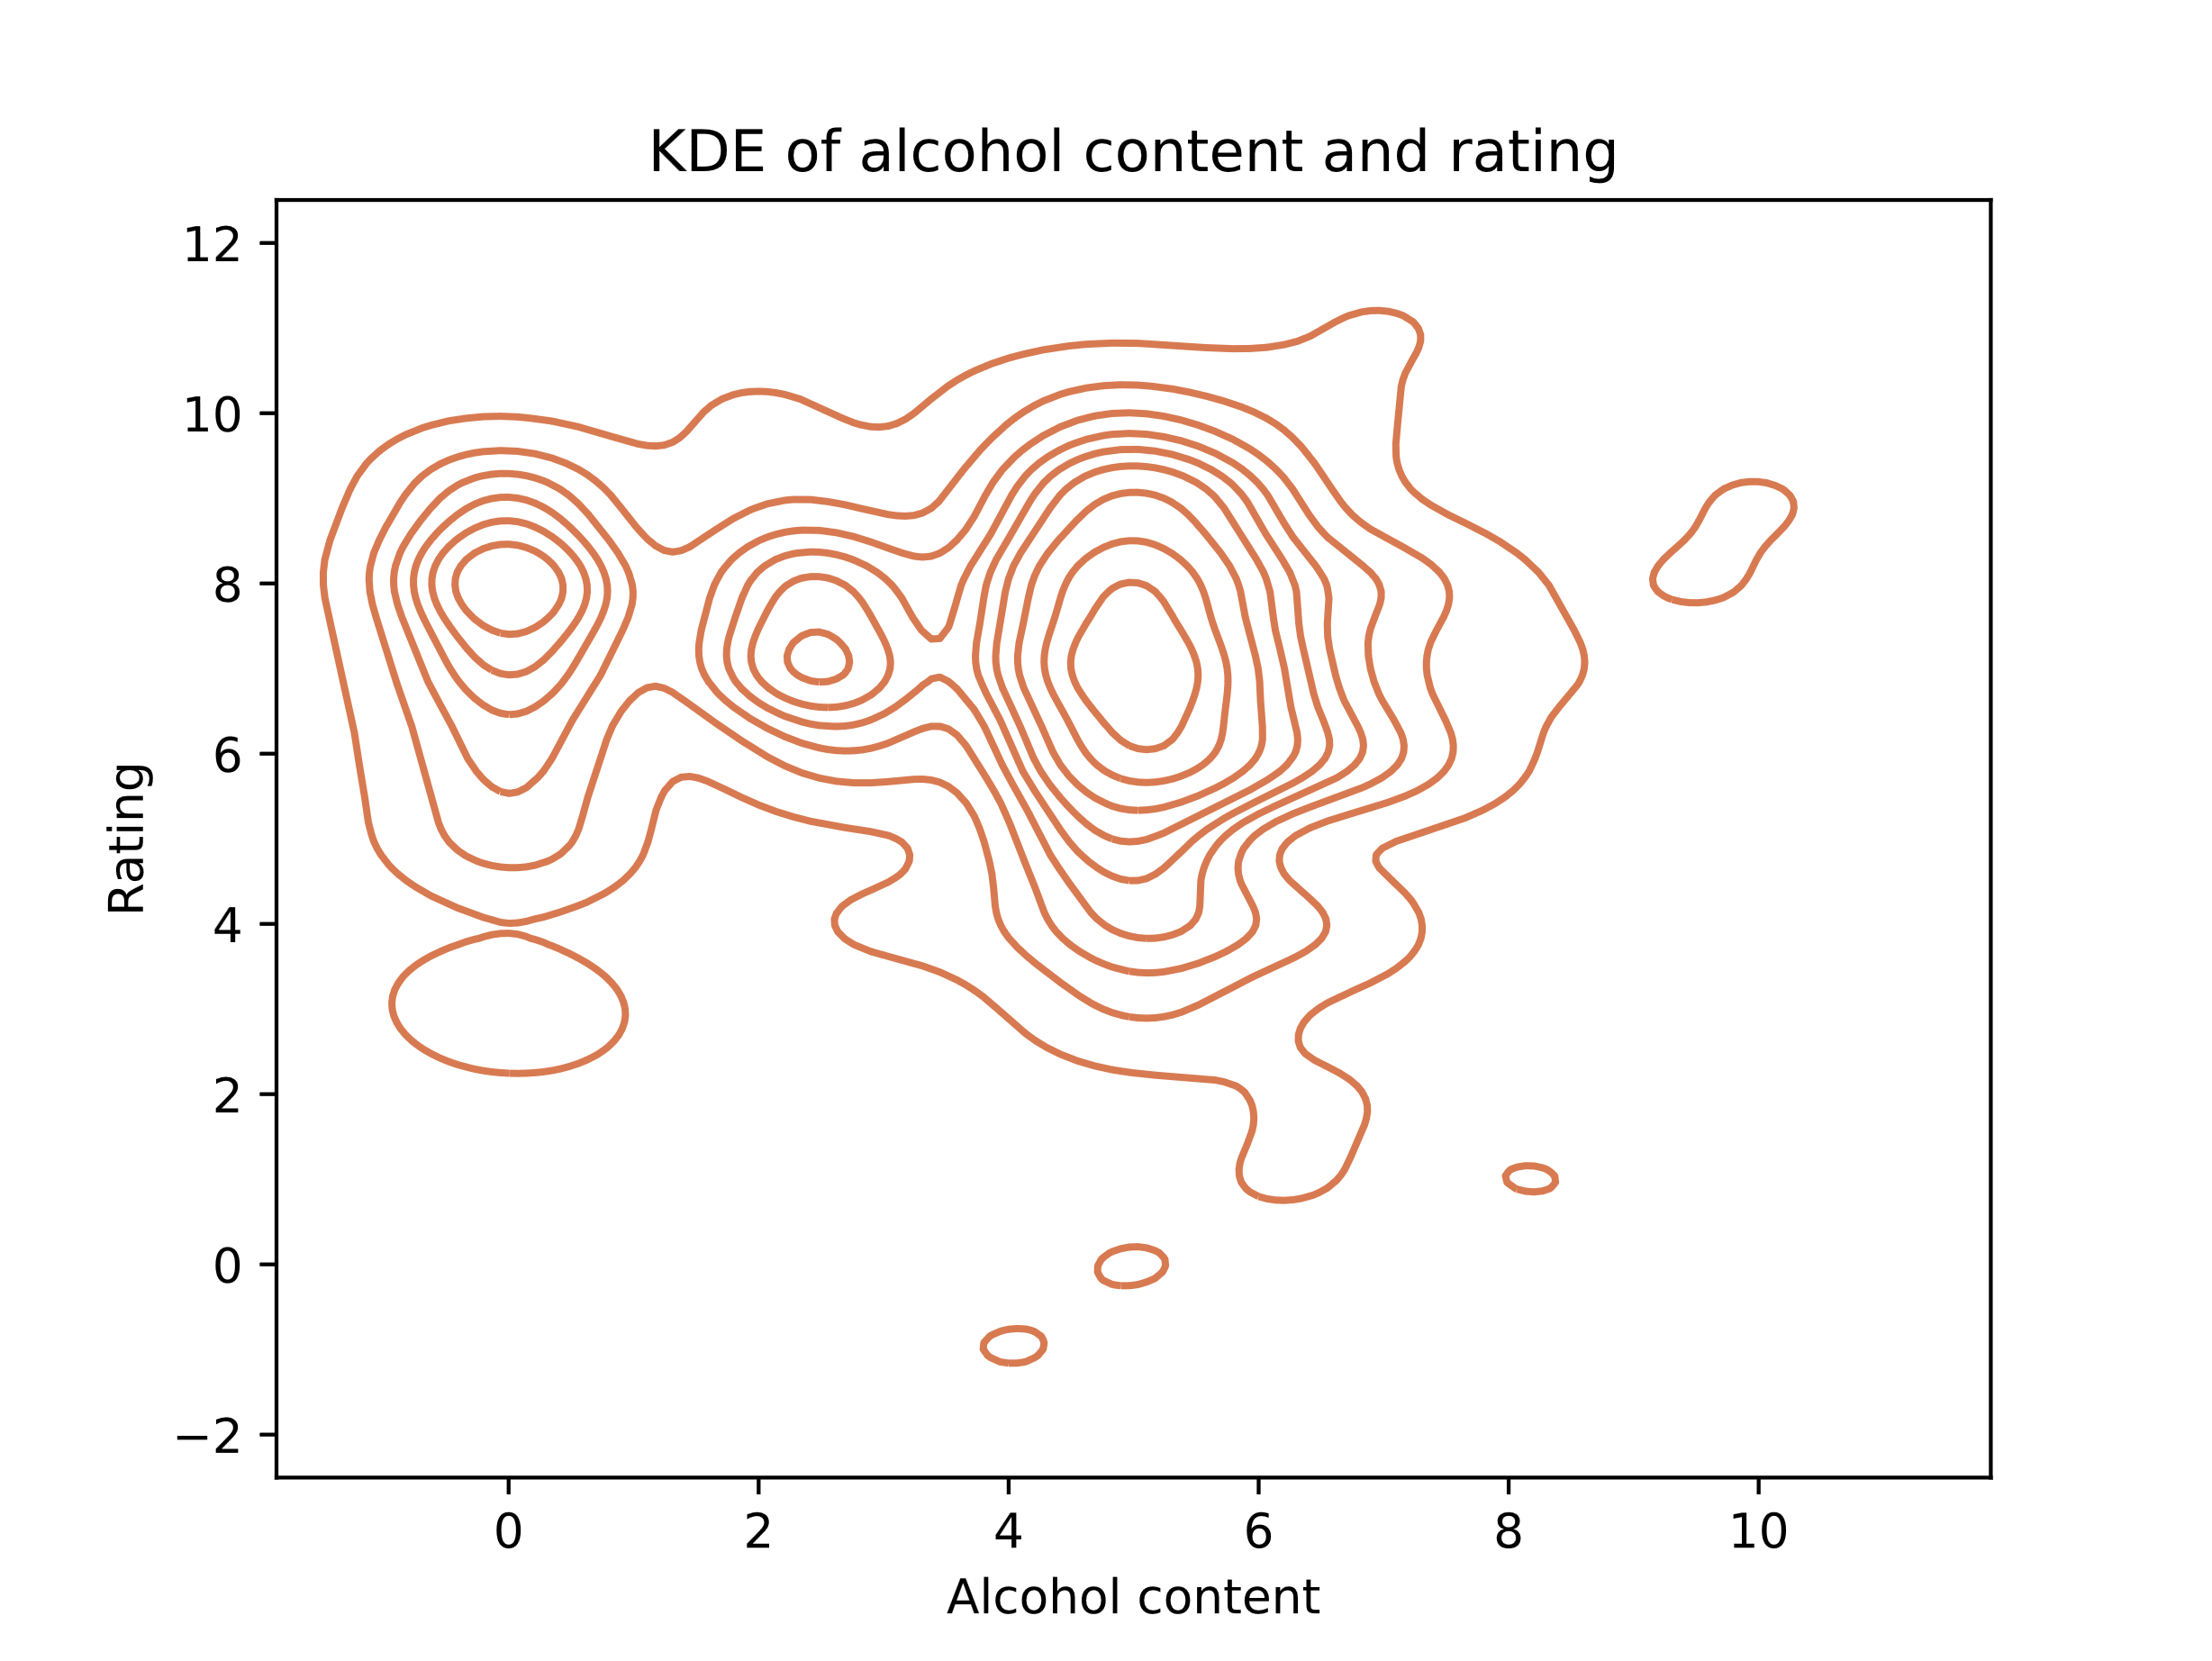 KDE of alcohol content and rating
12
10
8
6
4
2
0
−2
Rating
0 2 4 6 8 10
Alcohol content